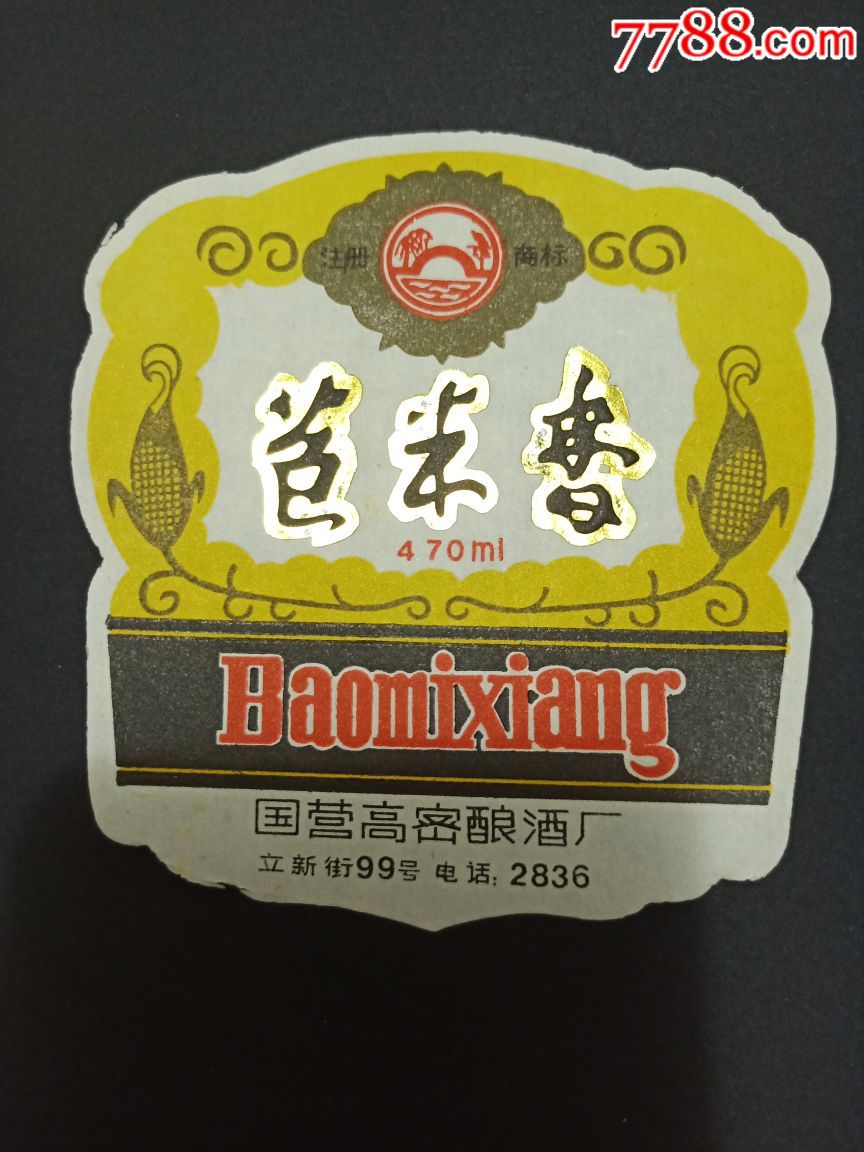 7788.com
注册 商标
苞米香
470ml
Baomixiang
国营高密酿酒厂
立新街99号 电话: 2836